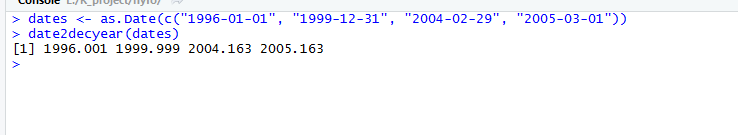 Console E:/R_project/hyfo/
> dates <- as.Date(c("1996-01-01", "1999-12-31", "2004-02-29", "2005-03-01"))
> date2decyear(dates)
[1] 1996.001 1999.999 2004.163 2005.163
>